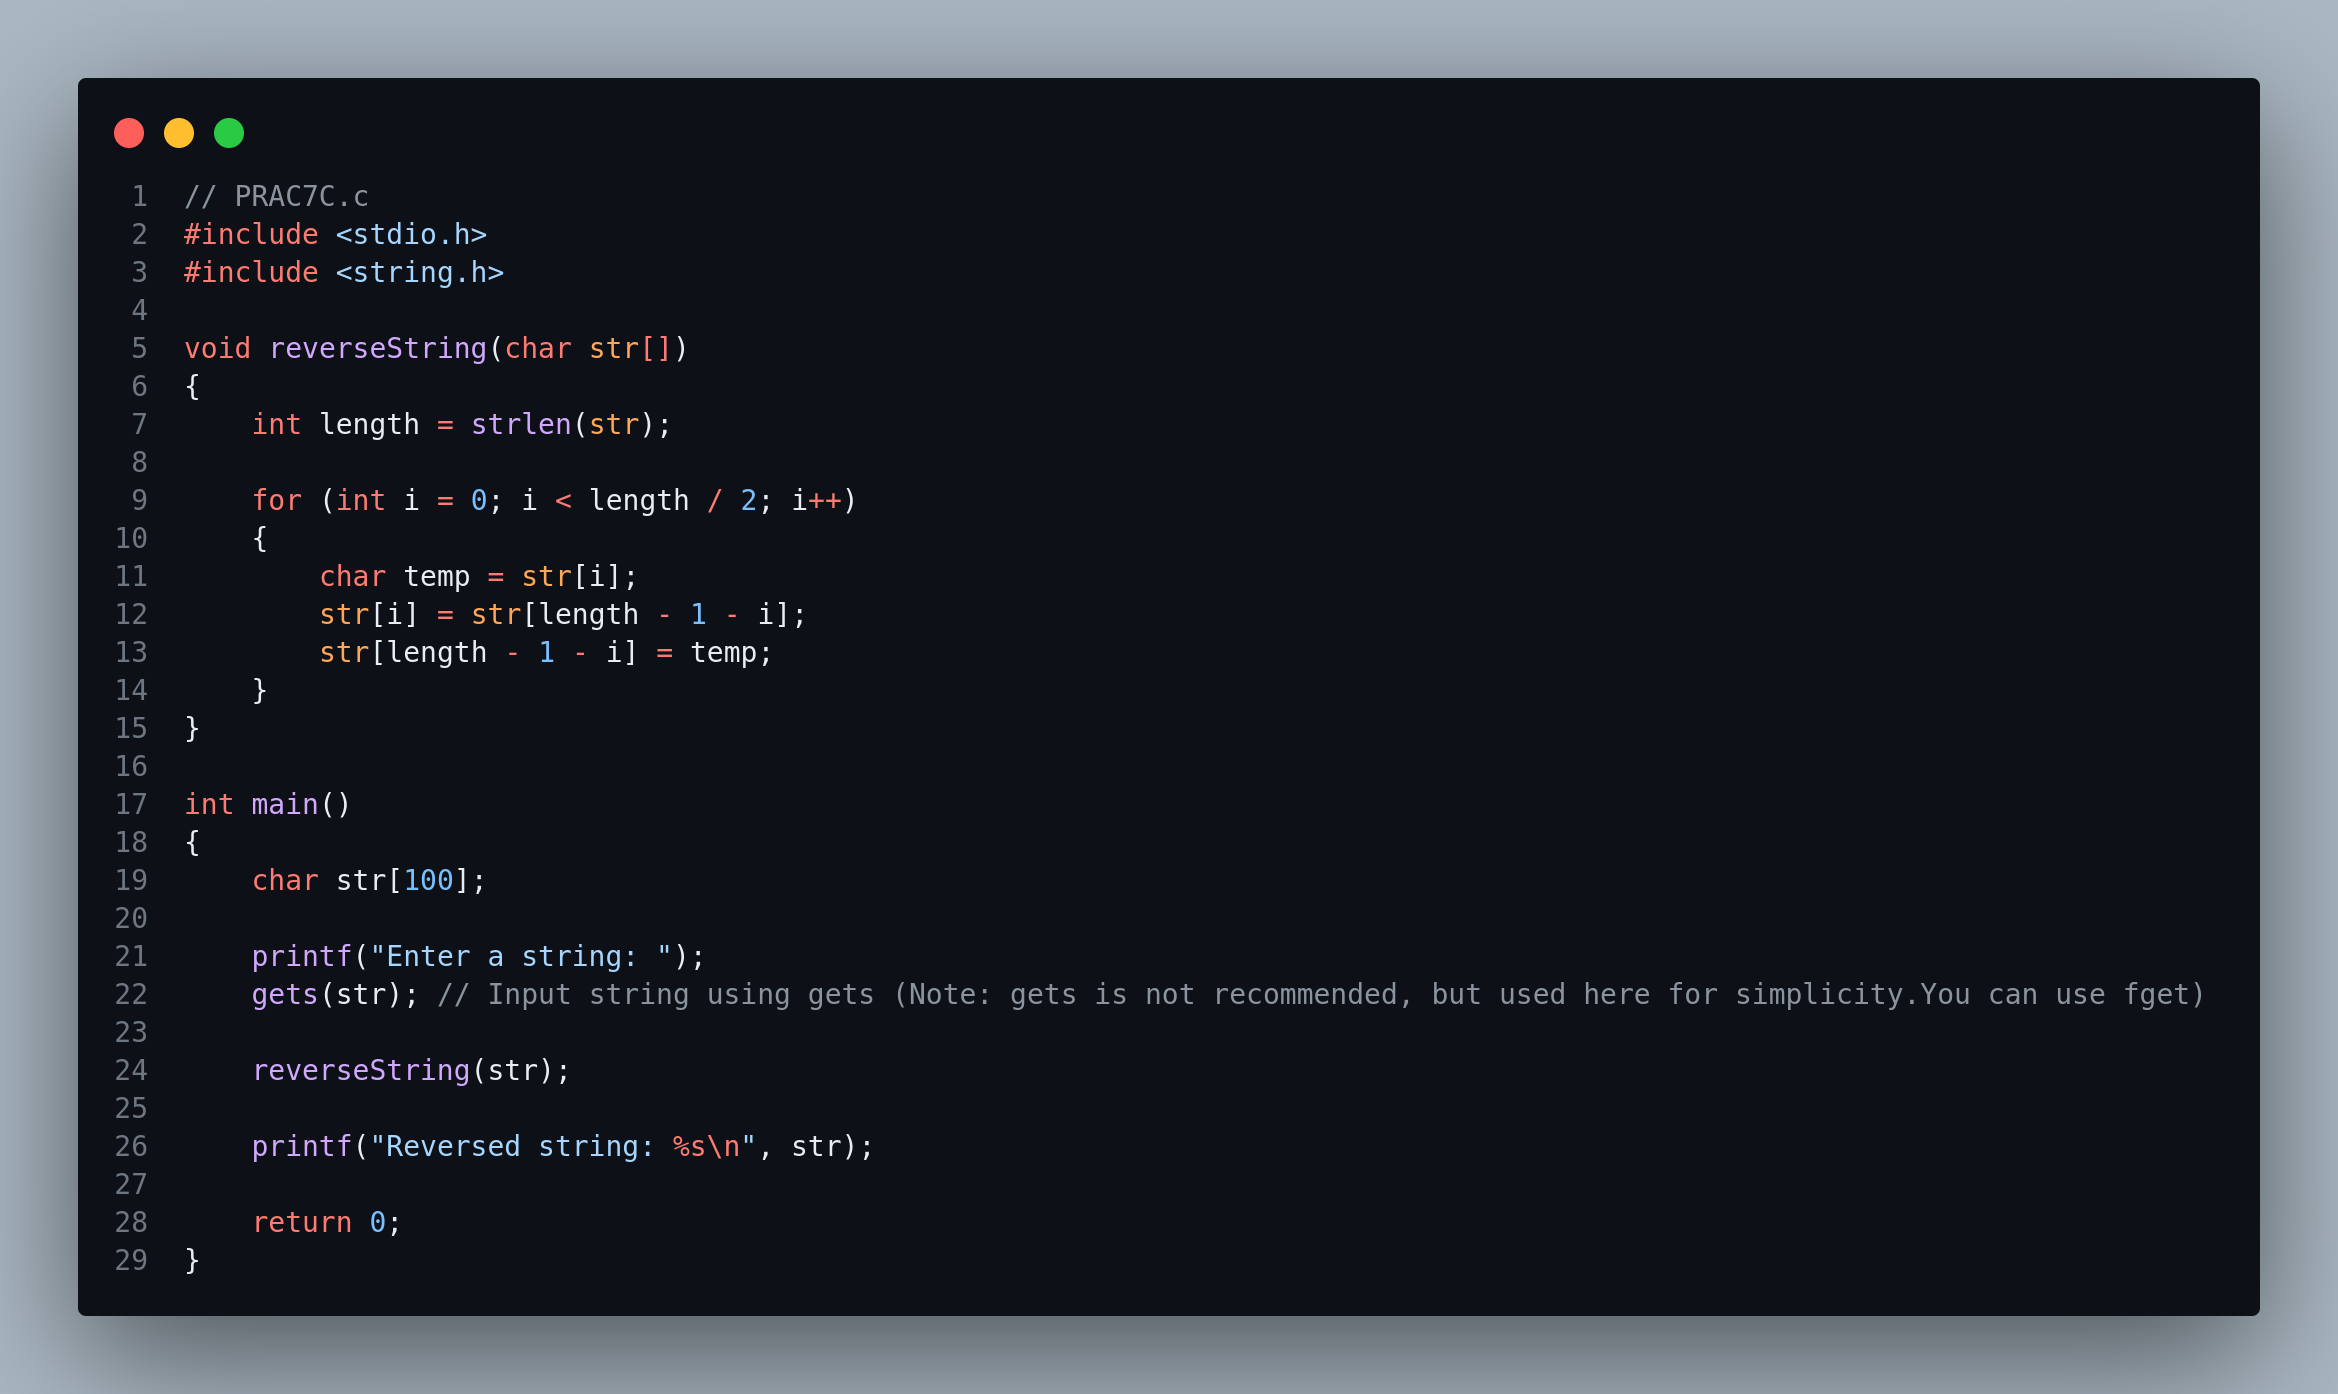 1 // PRAC7C.c
2 #include <stdio.h>
3 #include <string.h>
4
5 void reverseString(char str[])
6 {
7     int length = strlen(str);
8
9     for (int i = 0; i < length / 2; i++)
10     {
11         char temp = str[i];
12         str[i] = str[length - 1 - i];
13         str[length - 1 - i] = temp;
14     }
15 }
16
17 int main()
18 {
19     char str[100];
20
21     printf("Enter a string: ");
22     gets(str); // Input string using gets (Note: gets is not recommended, but used here for simplicity.You can use fget)
23
24     reverseString(str);
25
26     printf("Reversed string: %s\n", str);
27
28     return 0;
29 }